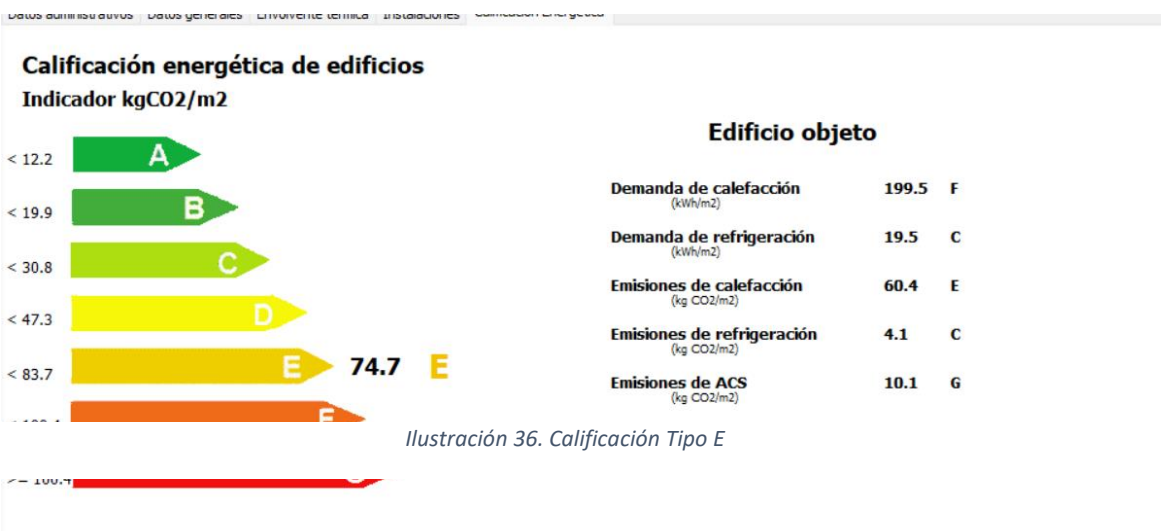 Datos administrativos Datos generales Envolvente térmica Instalaciones Calificación Energética
Calificación energética de edificios
Indicador kgCO2/m2
Edificio objeto
< 12.2 A
Demanda de calefacción 199.5 F
(kWh/m2)
< 19.9 B
Demanda de refrigeración 19.5 C
(kWh/m2)
< 30.8 C
Emisiones de calefacción 60.4 E
(kg CO2/m2)
< 47.3 D
Emisiones de refrigeración 4.1 C
(kg CO2/m2)
< 83.7 E 74.7 E
Emisiones de ACS 10.1 G
(kg CO2/m2)
F
Ilustración 36. Calificación Tipo E